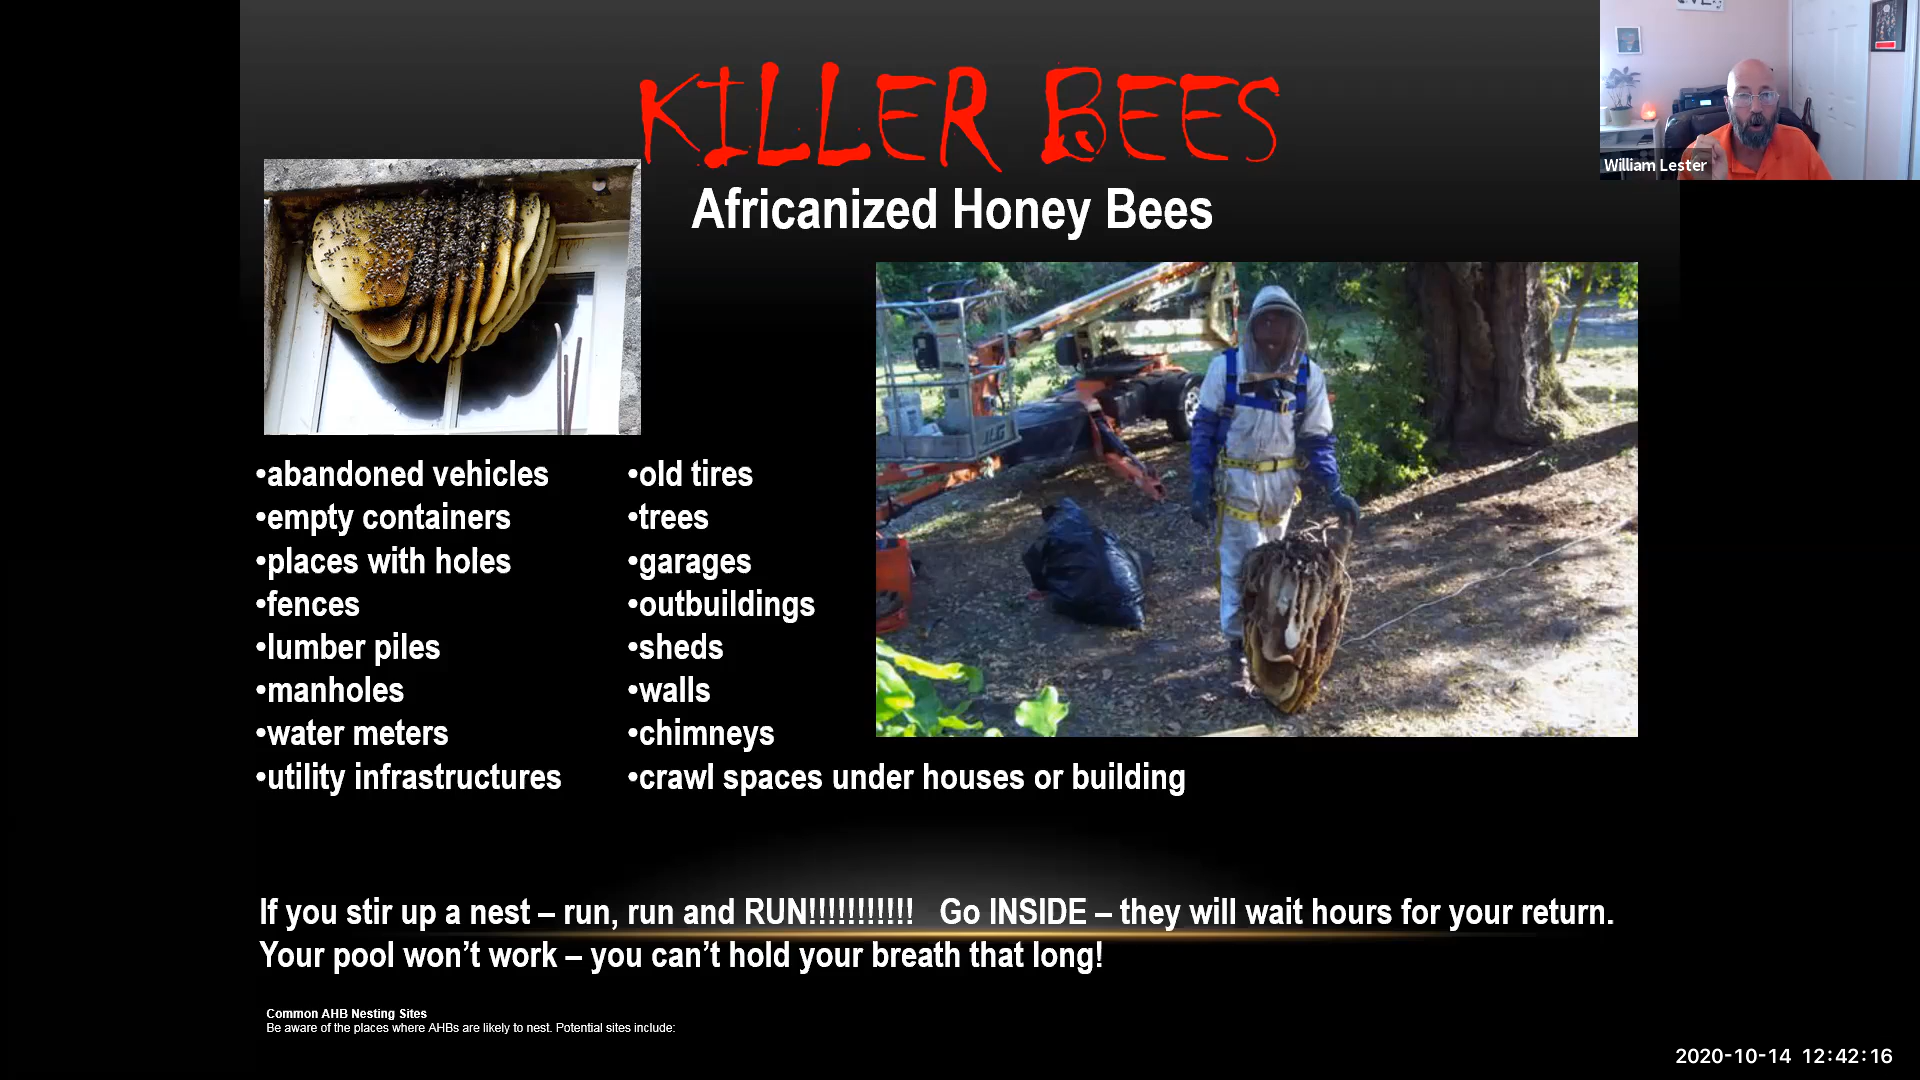 KILLER BEES
Africanized Honey Bees
William Lester
JLG
•abandoned vehicles
•empty containers
•places with holes
•fences
•lumber piles
•manholes
•water meters
•utility infrastructures
•old tires
•trees
•garages
•outbuildings
•sheds
•walls
•chimneys
•crawl spaces under houses or building
If you stir up a nest – run, run and RUN!!!!!!!!!!!! Go INSIDE – they will wait hours for your return.
Your pool won’t work – you can’t hold your breath that long!
Common AHB Nesting Sites
Be aware of the places where AHBs are likely to nest. Potential sites include:
2020-10-14 12:42:16